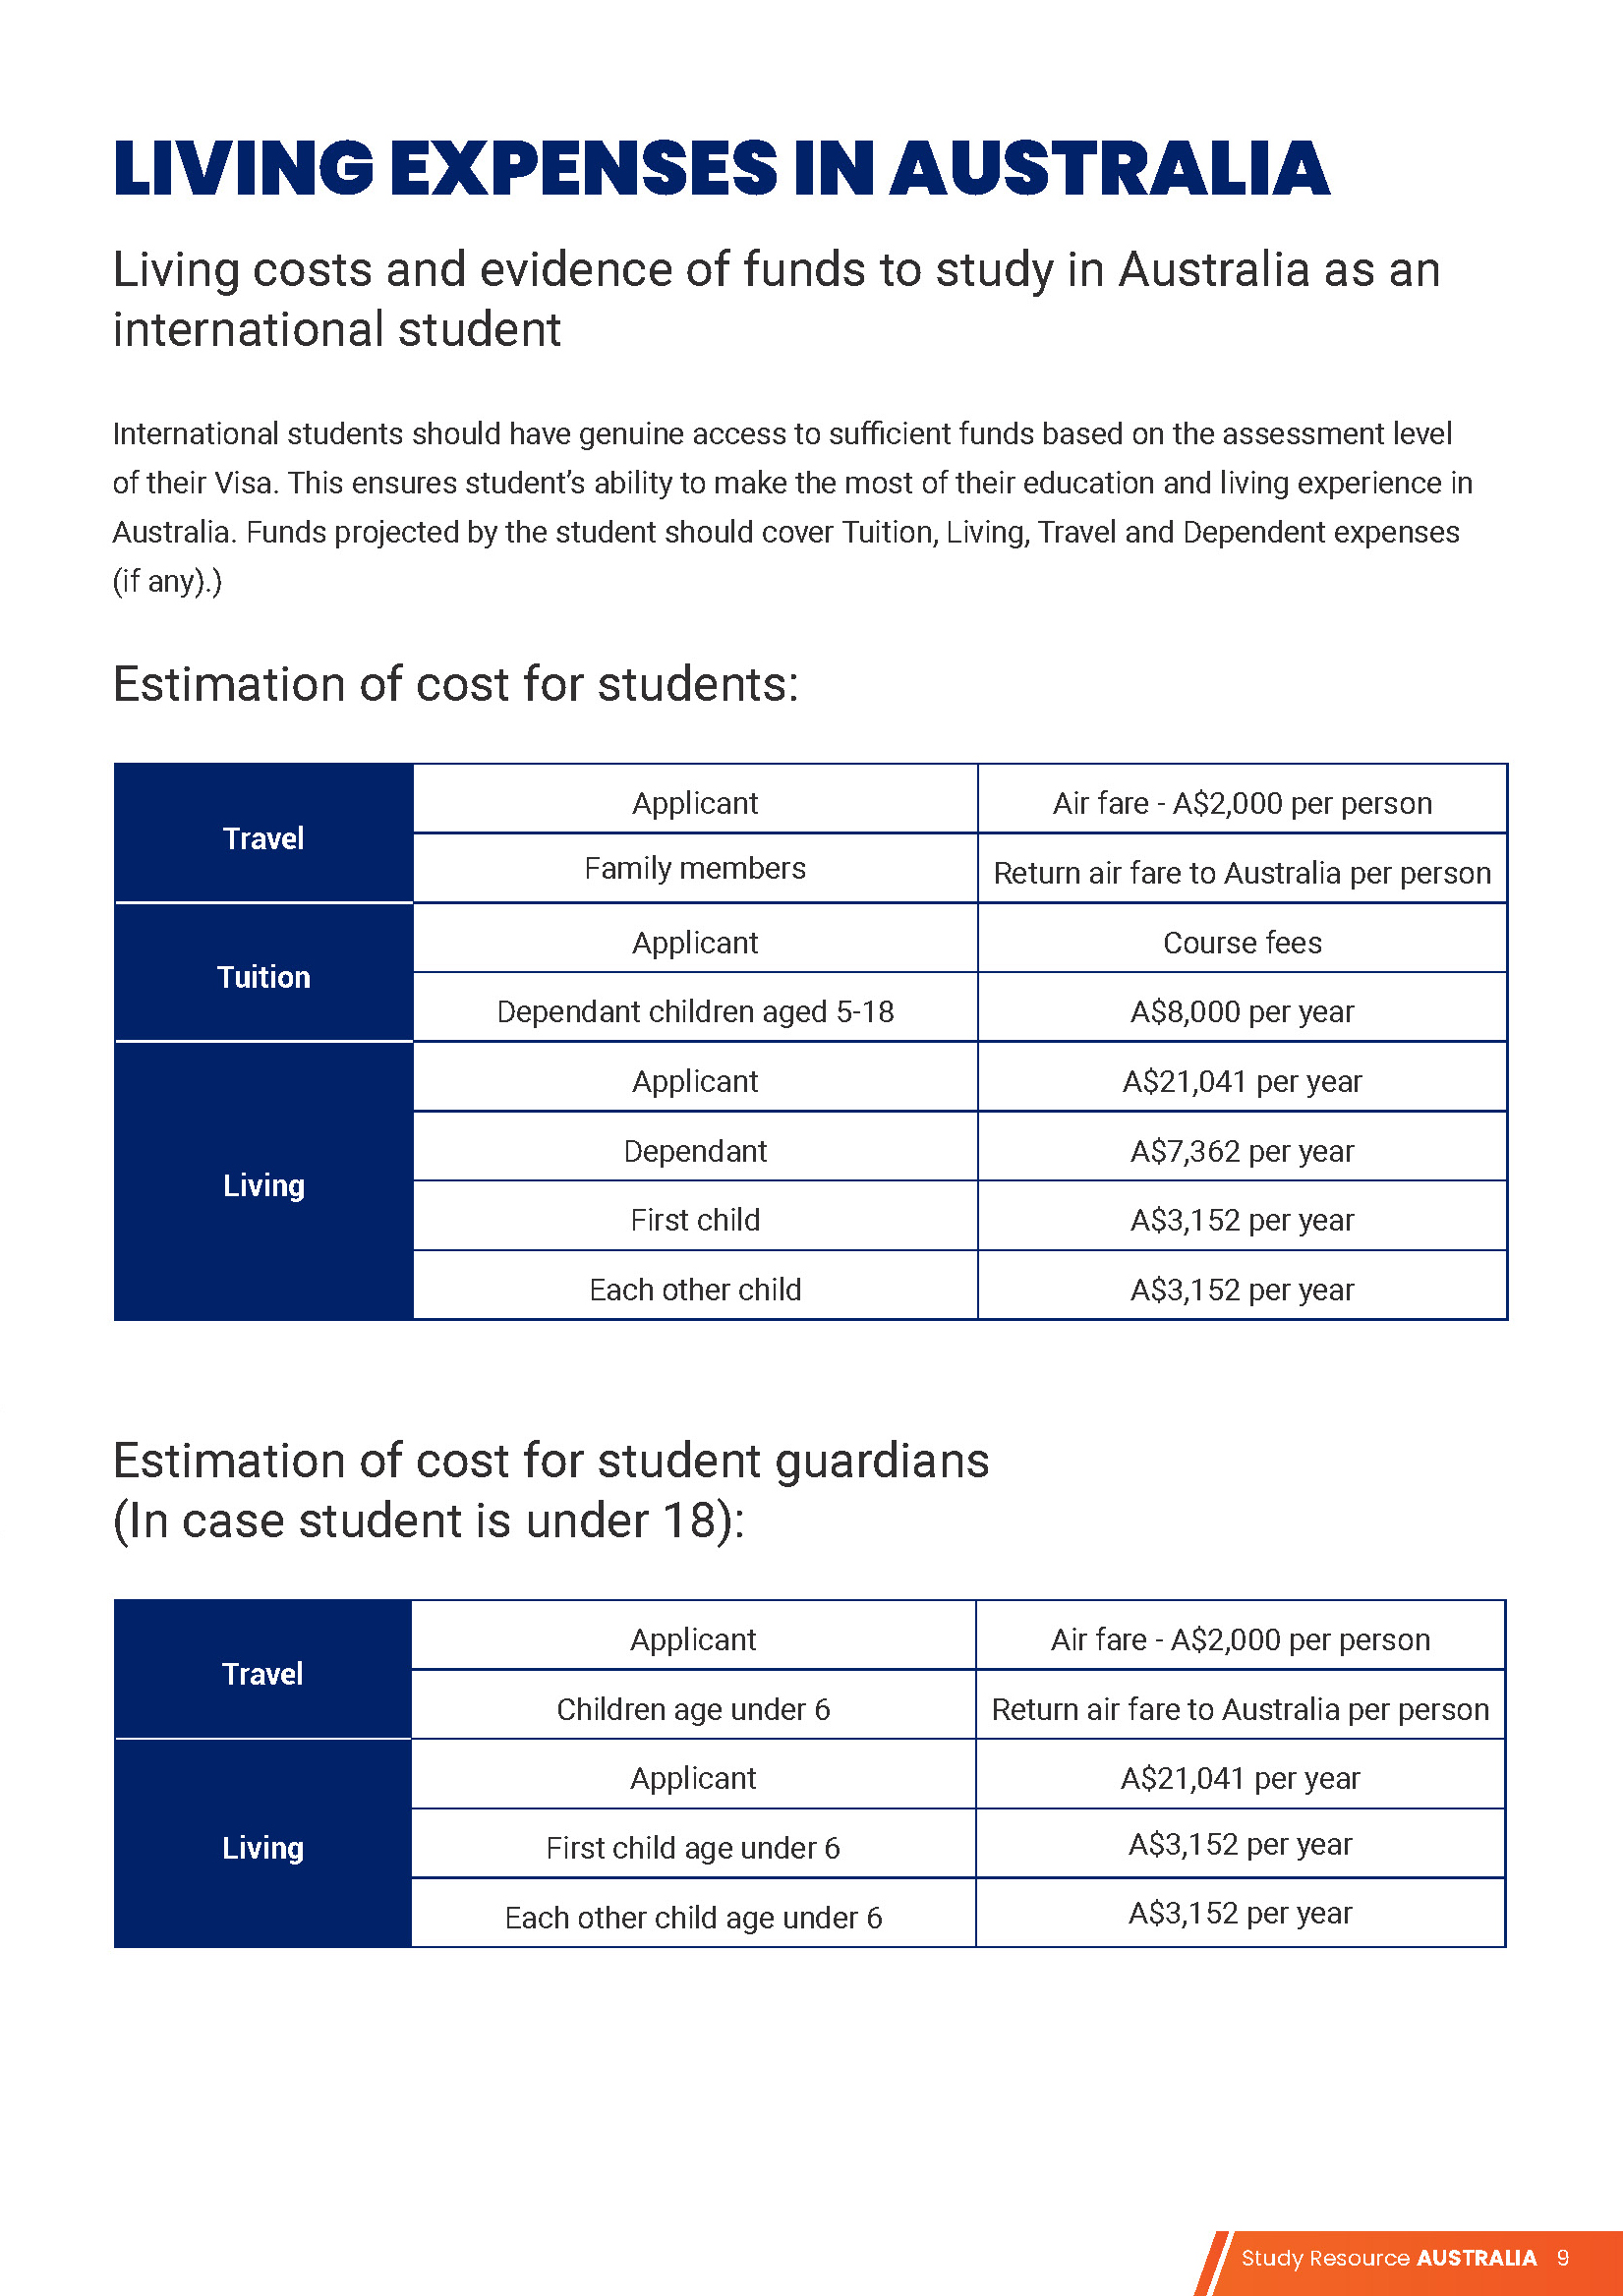 LIVING EXPENSES IN AUSTRALIA
Living costs and evidence of funds to study in Australia as an
international student
International students should have genuine access to sufficient funds based on the assessment level
of their Visa. This ensures student’s ability to make the most of their education and living experience in
Australia. Funds projected by the student should cover Tuition, Living, Travel and Dependent expenses
(if any).)
Estimation of cost for students:
Travel
Applicant
Air fare - A$2,000 per person
Family members
Return air fare to Australia per person
Tuition
Applicant
Course fees
Dependant children aged 5-18
A$8,000 per year
Living
Applicant
A$21,041 per year
Dependant
A$7,362 per year
First child
A$3,152 per year
Each other child
A$3,152 per year
Estimation of cost for student guardians
(In case student is under 18):
Travel
Applicant
Air fare - A$2,000 per person
Children age under 6
Return air fare to Australia per person
Living
Applicant
A$21,041 per year
First child age under 6
A$3,152 per year
Each other child age under 6
A$3,152 per year
Study Resource AUSTRALIA 9